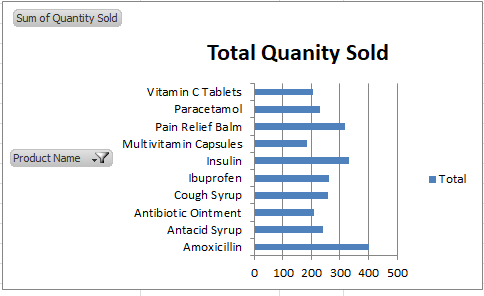 Sum of Quantity Sold
Total Quanity Sold
Vitamin C Tablets
Paracetamol
Pain Relief Balm
Multivitamin Capsules
Product Name
Insulin
Ibuprofen
Cough Syrup
Antibiotic Ointment
Antacid Syrup
Amoxicillin
Total
0 100 200 300 400 500